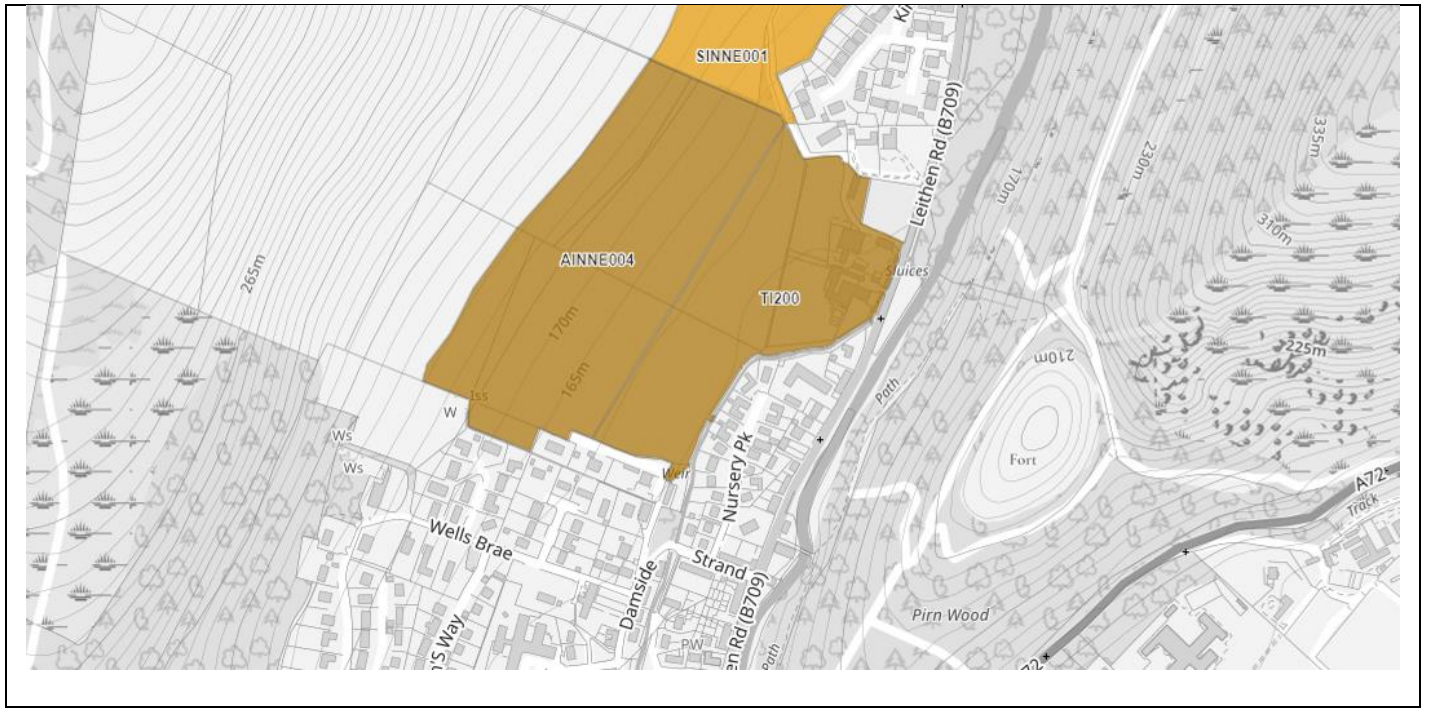 SINNE001
Leithen Rd (B709)
335m
230m
170m
310m
AINNE004
265m
Sluices
TI200
170m
225m
210m
165m
Iss
W
Path
Ws
Ws
Weir
Nursery Pk
Fort
A72
Track
Wells Brae
Strand
Damside
Pirn Wood
PW